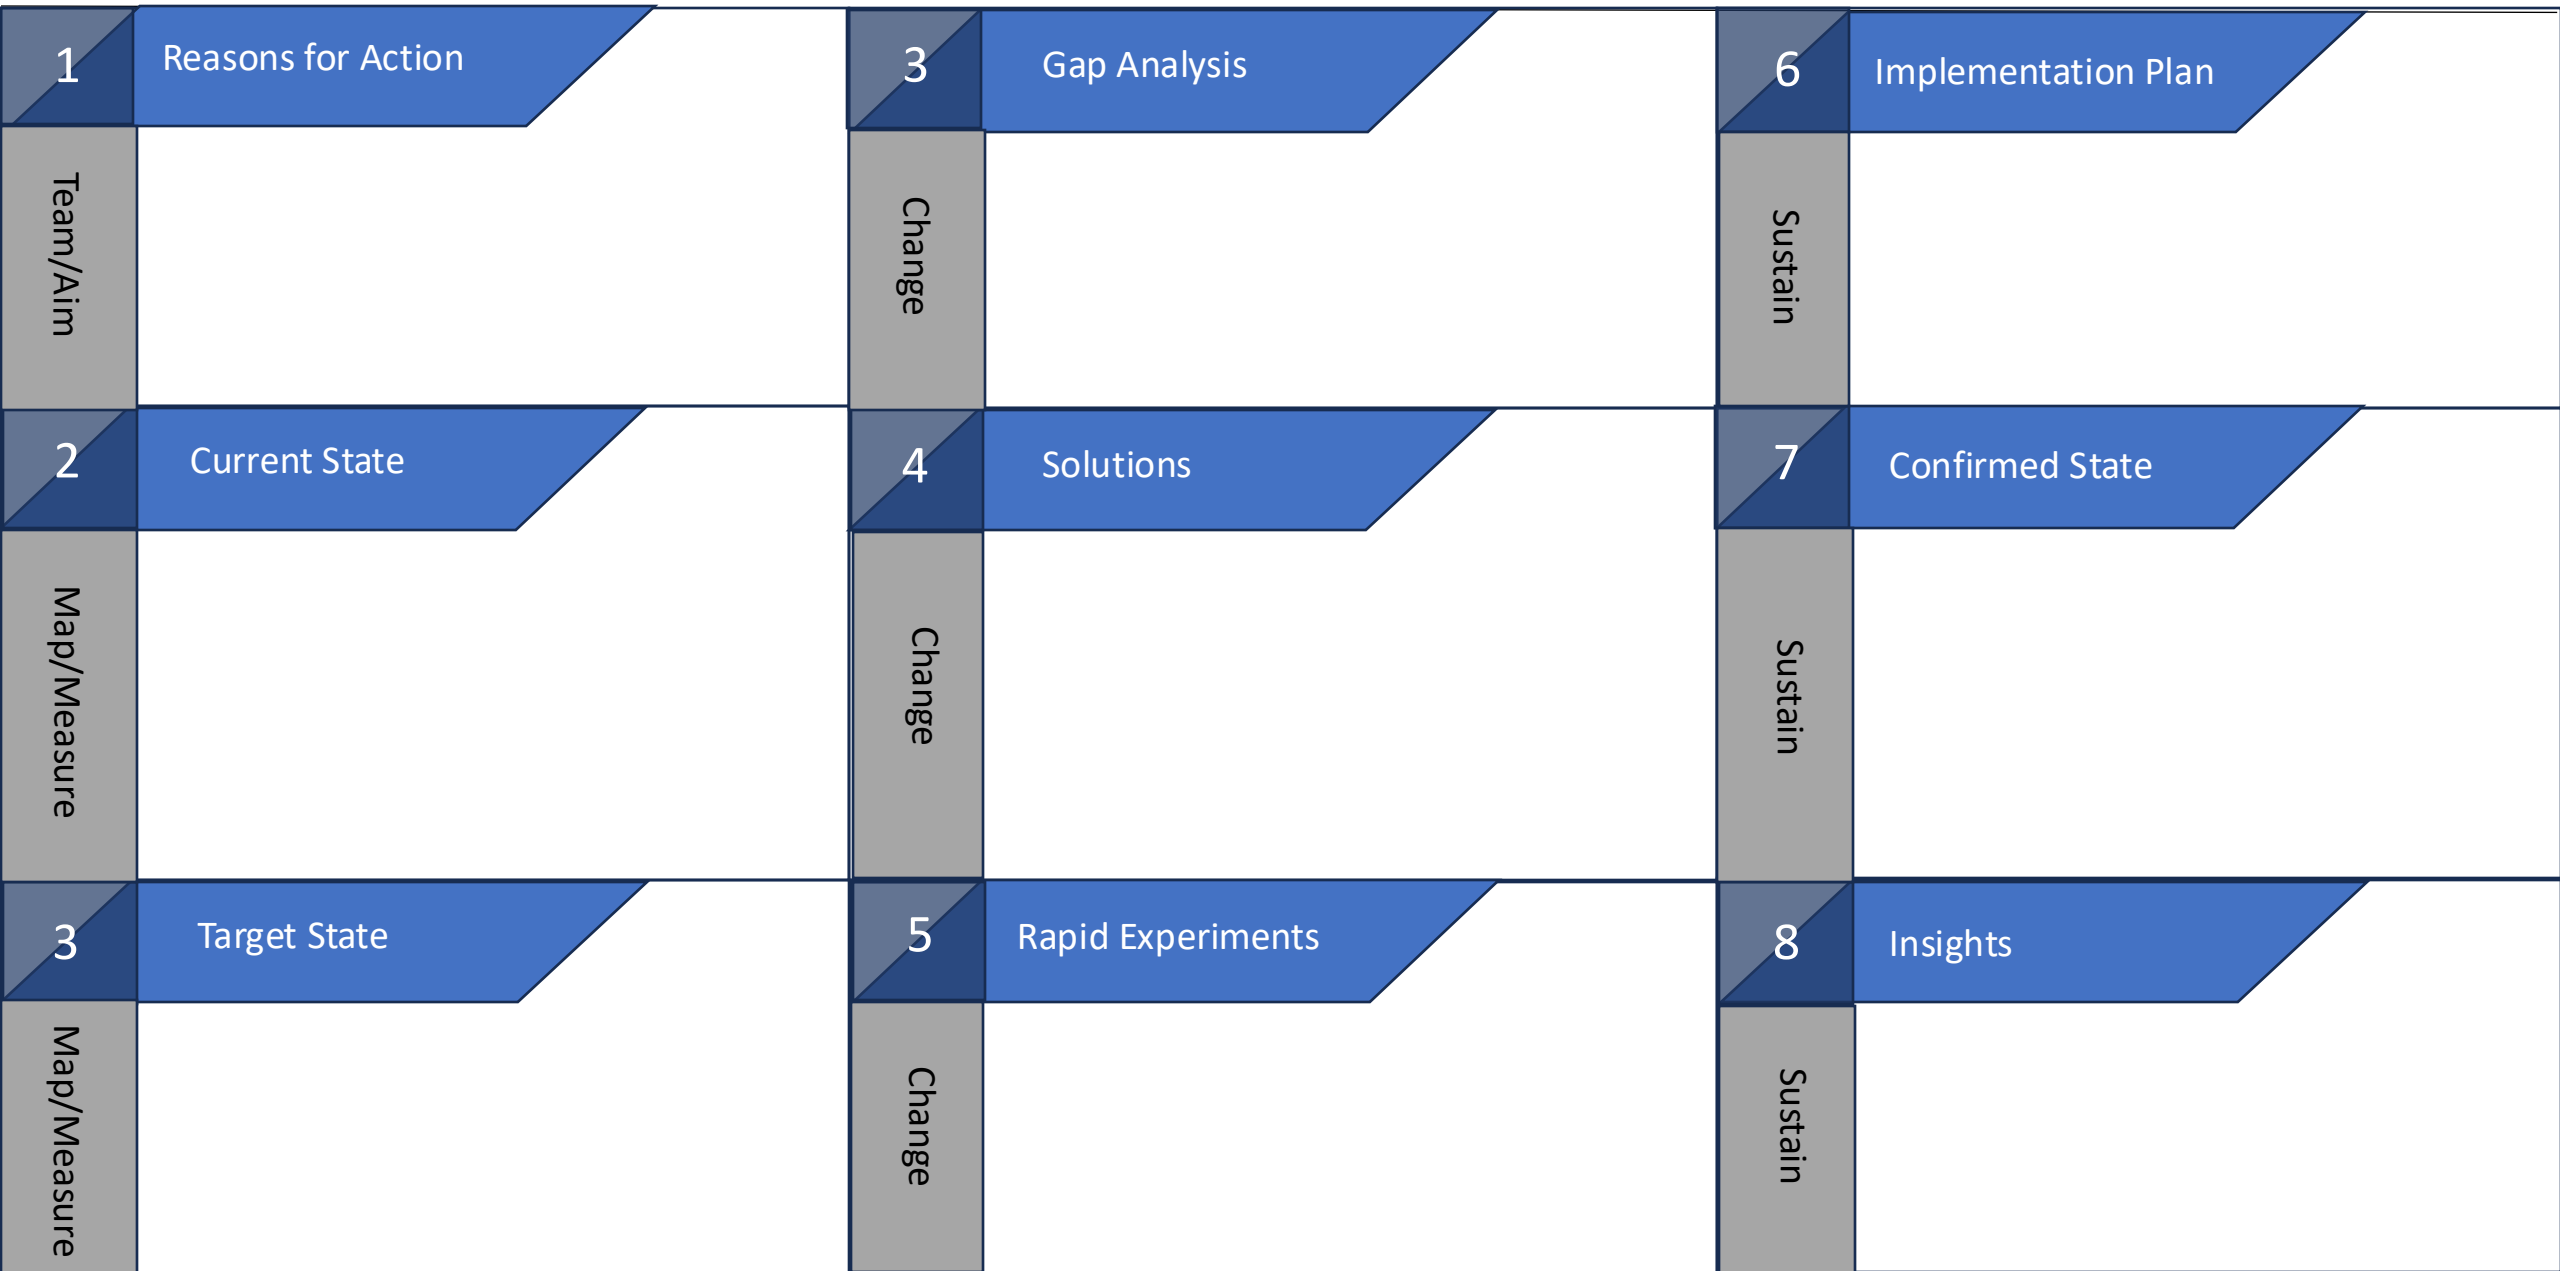 1
Reasons for Action
Team/Aim
2
Current State
Map/Measure
3
Target State
Map/Measure
3
Gap Analysis
Change
4
Solutions
Change
5
Rapid Experiments
Change
6
Implementation Plan
Sustain
7
Confirmed State
Sustain
8
Insights
Sustain